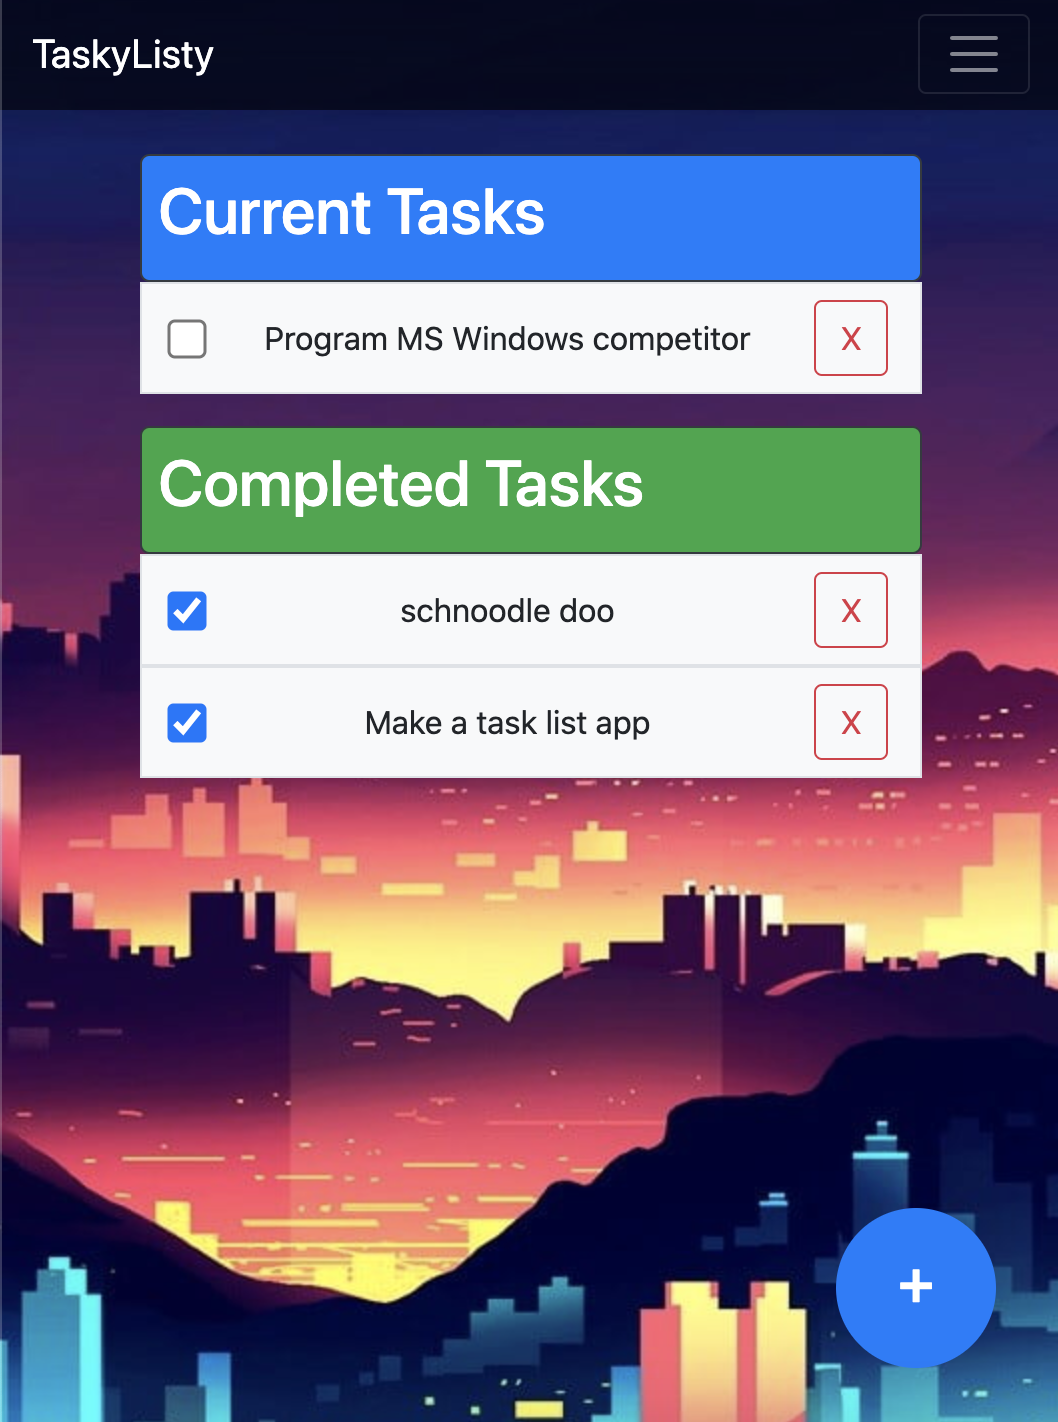 TaskyListy
Current Tasks
Program MS Windows competitor X
Completed Tasks
schnoodle doo X
Make a task list app X
+